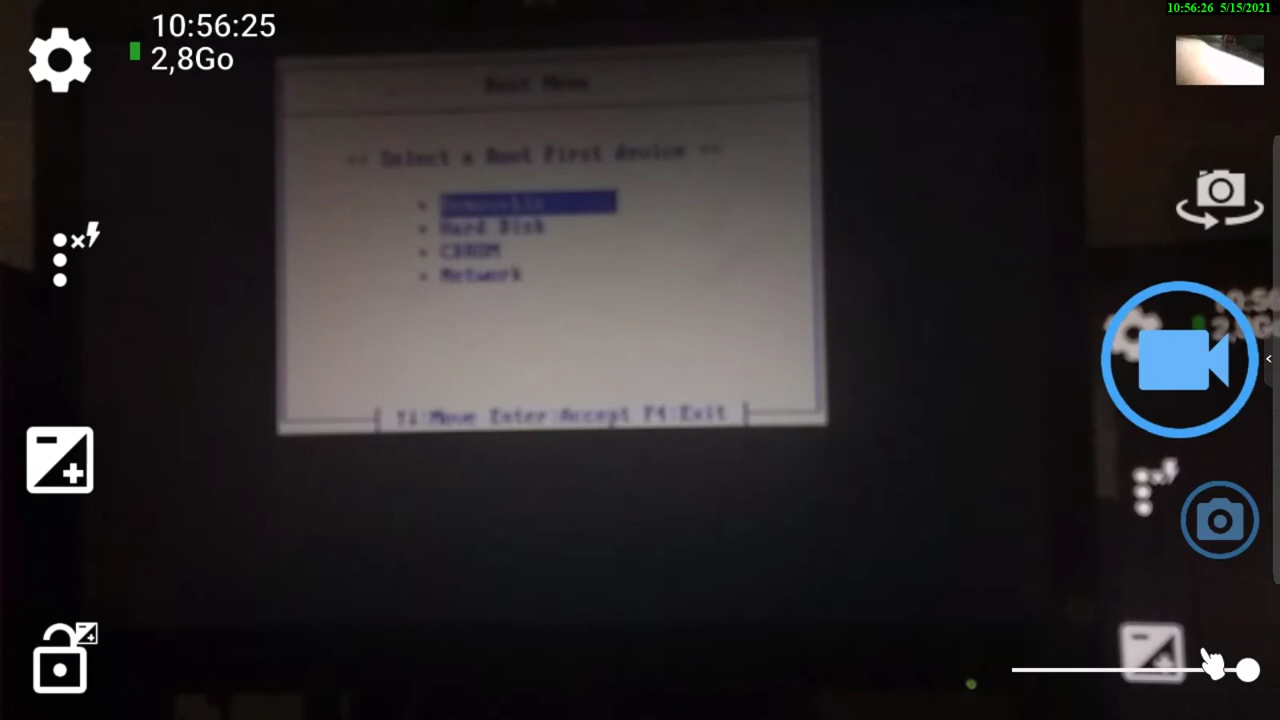 10:56:25
2,8Go
10:56:26 5/15/2021
Boot Menu
== Select a Boot First device ==
Removable
Hard Disk
CDROM
Network
↑↓:Move Enter:Accept F4:Exit